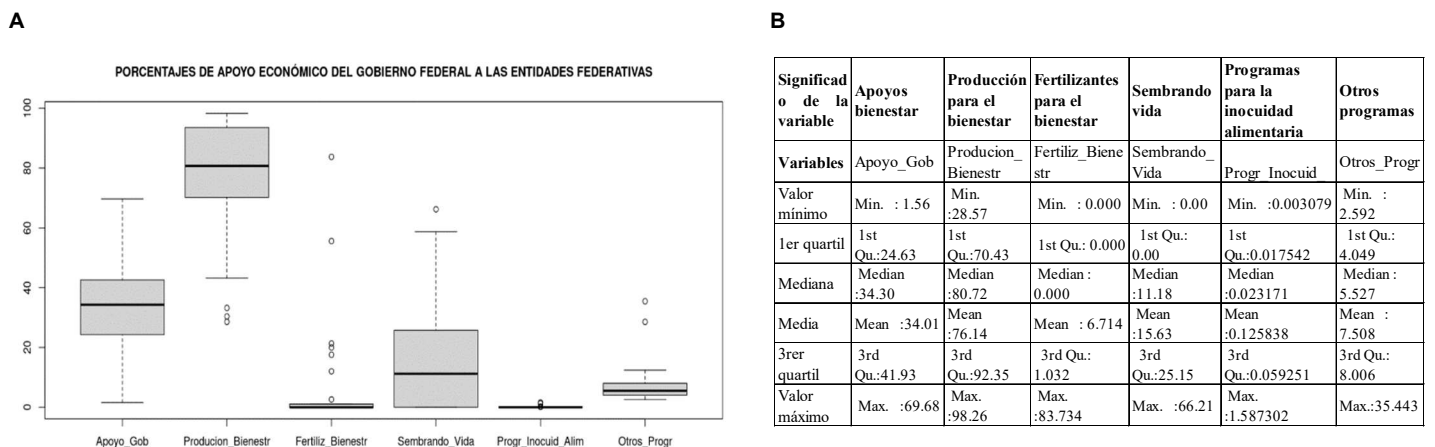 A
B
PORCENTAJES DE APOYO ECONÓMICO DEL GOBIERNO FEDERAL A LAS ENTIDADES FEDERATIVAS
100
80
60
40
20
0
Apoyo_Gob Producion_Bienestr Fertiliz_Bienestr Sembrando_Vida Progr_Inocuid_Alim Otros_Progr
Significad
o de la
variable
Apoyos
bienestar
Producción
para el
bienestar
Fertilizantes
para el
bienestar
Sembrando
vida
Programas
para la
inocuidad
alimentaria
Otros
programas
Variables
Apoyo_Gob
Producion_
Bienestr
Fertiliz_Biene
str
Sembrando_
Vida
Progr_Inocuid_
Otros_Progr
Valor
mínimo
Min. : 1.56
Min.
:28.57
Min. : 0.000
Min. : 0.00
Min. :0.003079
Min. :
2.592
1er quartil
1st
Qu.:24.63
1st
Qu.:70.43
1st Qu.: 0.000
1st Qu.:
0.00
1st
Qu.:0.017542
1st Qu.:
4.049
Mediana
Median
:34.30
Median
:80.72
Median :
0.000
Median
:11.18
Median
:0.023171
Median :
5.527
Media
Mean :34.01
Mean
:76.14
Mean : 6.714
Mean
:15.63
Mean
:0.125838
Mean :
7.508
3rer
quartil
3rd
Qu.:41.93
3rd
Qu.:92.35
3rd Qu.:
1.032
3rd
Qu.:25.15
3rd
Qu.:0.059251
3rd Qu.:
8.006
Valor
máximo
Max. :69.68
Max.
:98.26
Max.
:83.734
Max. :66.21
Max.
:1.587302
Max.:35.443